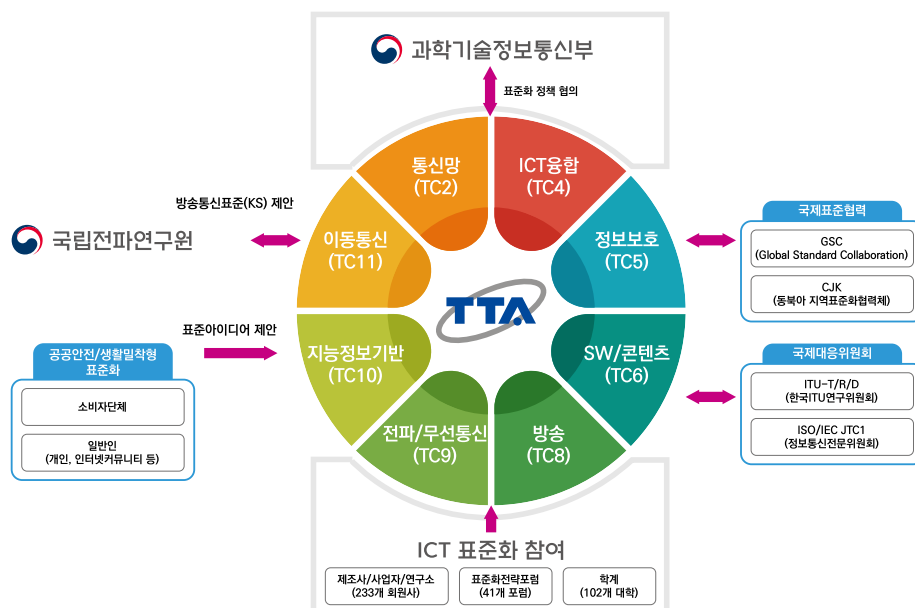 과학기술정보통신부
표준화 정책 협의
통신망
(TC2)
ICT융합
(TC4)
방송통신표준(KS) 제안
국립전파연구원
이동통신
(TC11)
정보보호
(TC5)
국제표준협력
GSC
(Global Standard Collaboration)
CJK
(동북아 지역표준화협력체)
TTA
표준아이디어 제안
공공안전/생활밀착형
표준화
소비자단체
일반인
(개인, 인터넷커뮤니티 등)
지능정보기반
(TC10)
SW/콘텐츠
(TC6)
국제대응위원회
ITU-T/R/D
(한국ITU연구위원회)
ISO/IEC JTC1
(정보통신전문위원회)
전파/무선통신
(TC9)
방송
(TC8)
ICT 표준화 참여
제조사/사업자/연구소
(233개 회원사)
표준화전략포럼
(41개 포럼)
학계
(102개 대학)